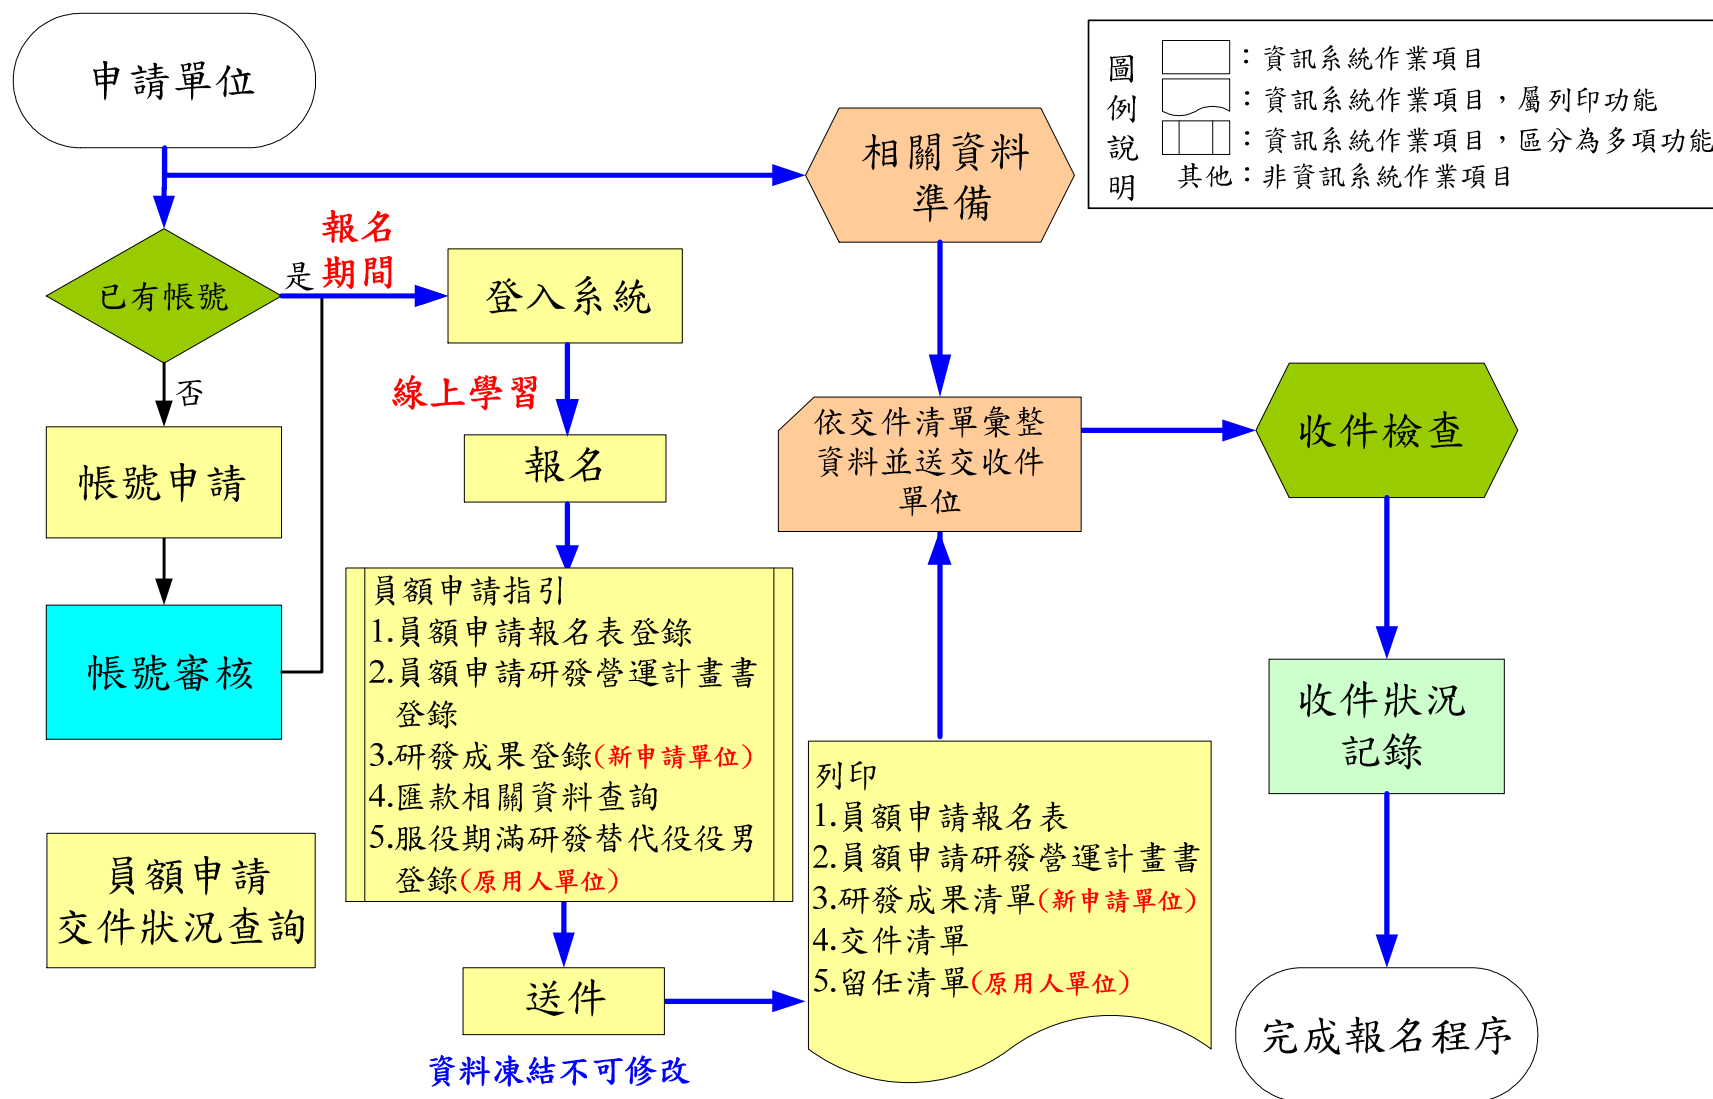 申請單位
圖例說明
：資訊系統作業項目
：資訊系統作業項目，屬列印功能
：資訊系統作業項目，區分為多項功能
其他：非資訊系統作業項目
相關資料
準備
報名
期間
是
已有帳號
登入系統
否
線上學習
帳號申請
報名
依交件清單彙整
資料並送交收件
單位
收件檢查
帳號審核
員額申請指引
1.員額申請報名表登錄
2.員額申請研發營運計畫書
登錄
3.研發成果登錄(新申請單位)
4.匯款相關資料查詢
5.服役期滿研發替代役役男
登錄(原用人單位)
收件狀況
記錄
員額申請
交件狀況查詢
列印
1.員額申請報名表
2.員額申請研發營運計畫書
3.研發成果清單(新申請單位)
4.交件清單
5.留任清單(原用人單位)
送件
資料凍結不可修改
完成報名程序